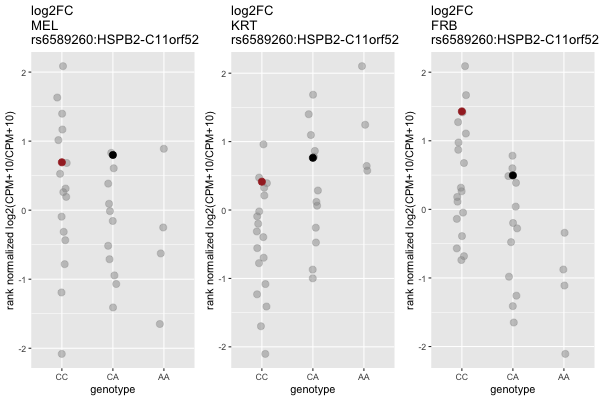 log2FC
MEL
rs6589260:HSPB2-C11orf52
rank normalized log2(CPM+10/CPM+10)
2
1
0
-1
-2
CC
CA
AA
genotype
log2FC
KRT
rs6589260:HSPB2-C11orf52
rank normalized log2(CPM+10/CPM+10)
2
1
0
-1
-2
CC
CA
AA
genotype
log2FC
FRB
rs6589260:HSPB2-C11orf52
rank normalized log2(CPM+10/CPM+10)
2
1
0
-1
-2
CC
CA
AA
genotype